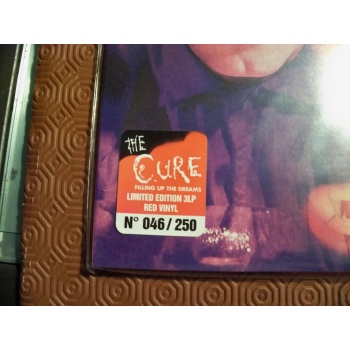 tHE
CURE
FILLING UP THE DREAMS
LIMITED EDITION 3LP
RED VINYL
N° 046 / 250